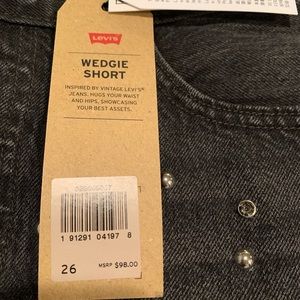 Levi's
WEDGIE
SHORT
INSPIRED BY VINTAGE LEVI'S®
JEANS, HUGS YOUR WAIST
AND HIPS, SHOWCASING
YOUR BEST ASSETS.
1 91291 04197 8
26
MSRP $98.00